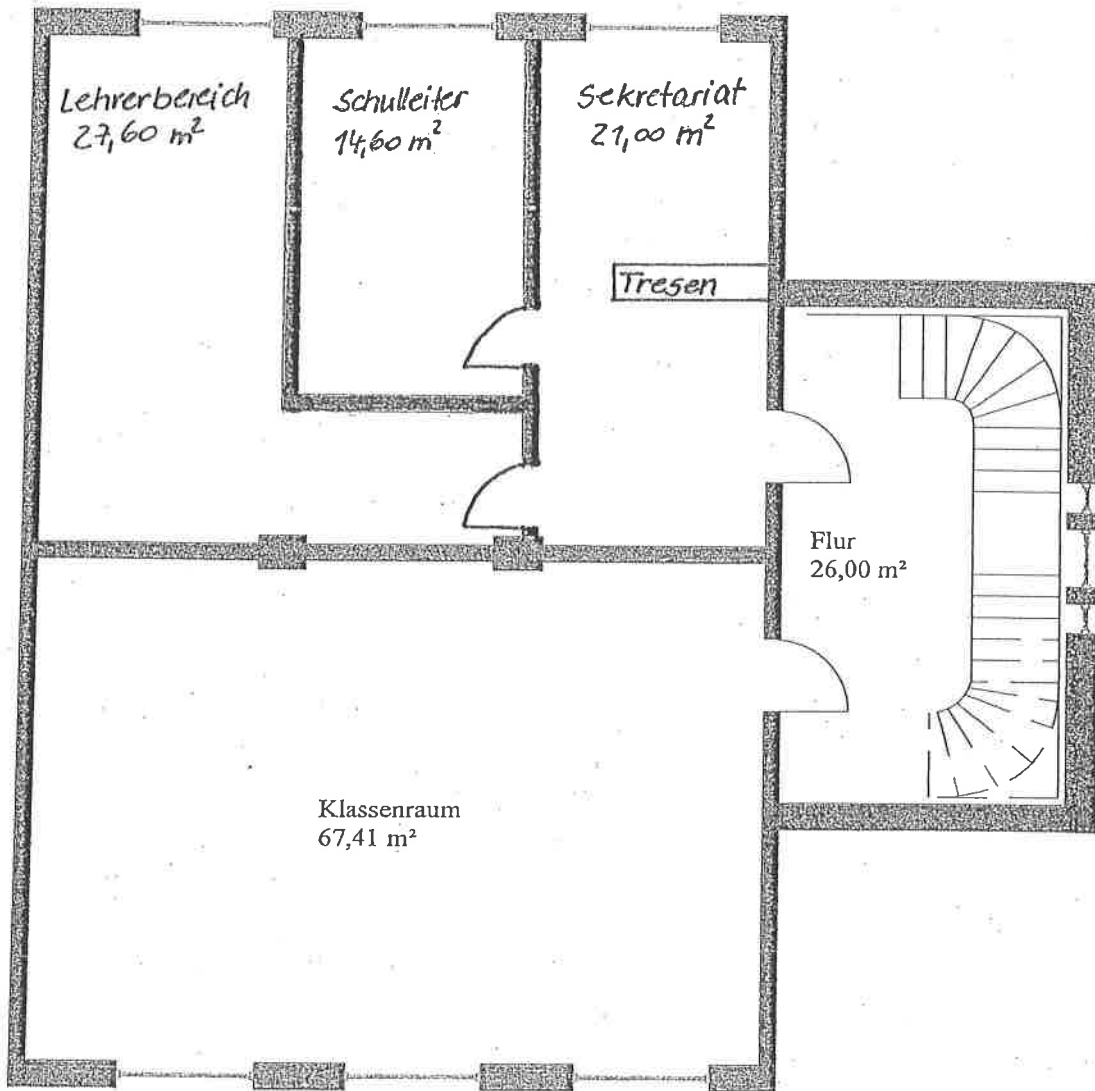 Lehrerbereich
27,60 m²
Schulleiter
14,60 m²
Sekretariat
21,00 m²
Tresen
Flur
26,00 m²
Klassenraum
67,41 m²